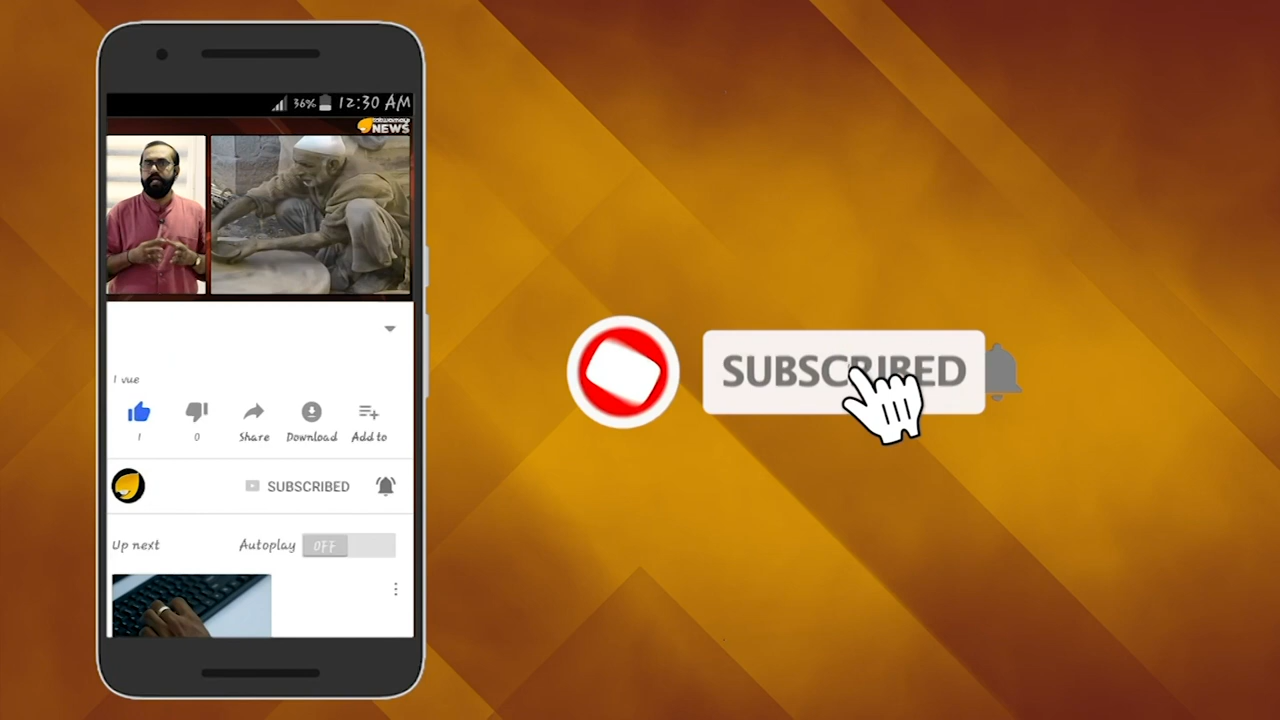 36% 12:30 AM
NEWS
1 vue
1
0
Share
Download
Add to
SUBSCRIBED
Up next
Autoplay
OFF
SUBSCRIBED